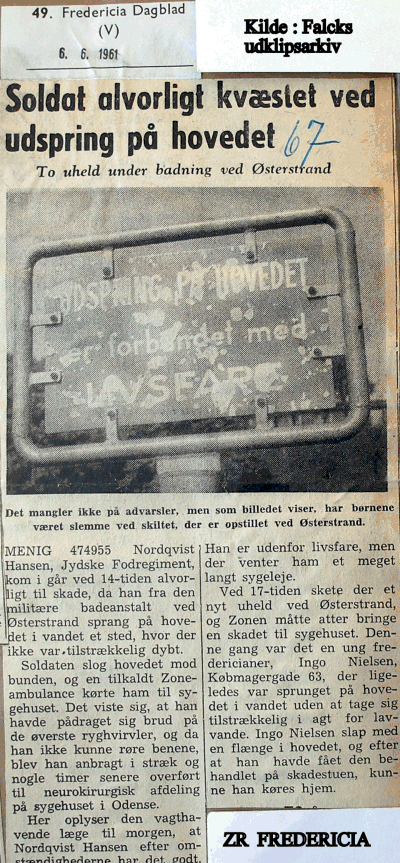 49. Fredericia Dagblad
(V)
6. 6. 1961
Kilde : Falcks
udklipsarkiv
Soldat alvorligt kvæstet ved
udspring på hovedet
67
To uheld under badning ved Østerstrand
UDSPRING PÅ HOVEDET
er forbundet med
LIVSFARE
Det mangler ikke på advarsler, men som billedet viser, har børnene
været slemme ved skiltet, der er opstillet ved Østerstrand.
MENIG 474955 Nordqvist
Hansen, Jydske Fodregiment,
kom i går ved 14-tiden alvor-
ligt til skade, da han fra den
militære badeanstalt ved
Østerstrand sprang på hove-
det i vandet et sted, hvor der
ikke var tilstrækkelig dybt.
Soldaten slog hovedet mod
bunden, og en tilkaldt Zone-
ambulance kørte ham til sy-
gehuset. Det viste sig, at han
havde pådraget sig brud på
de øverste ryghvirvler, og da
han ikke kunne røre benene,
blev han anbragt i stræk og
nogle timer senere overført
til neurokirurgisk afdeling
på sygehuset i Odense.
Her oplyser den vagtha-
vende læge til morgen, at
Nordqvist Hansen efter om-
stændighederne har det godt.
Han er udenfor livsfare, men
der venter ham et meget
langt sygeleje.
Ved 17-tiden skete der et
nyt uheld ved Østerstrand,
og Zonen måtte atter bringe
en skadet til sygehuset. Den-
ne gang var det en ung fre-
dericianer, Ingo Nielsen,
Købmagergade 63, der lige-
ledes var sprunget på hove-
det i vandet uden at tage sig
tilstrækkelig i agt for lav-
vande. Ingo Nielsen slap med
en flænge i hovedet, og efter
at han havde fået den be-
handlet på skadestuen, kun-
ne han køres hjem.
ZR FREDERICIA